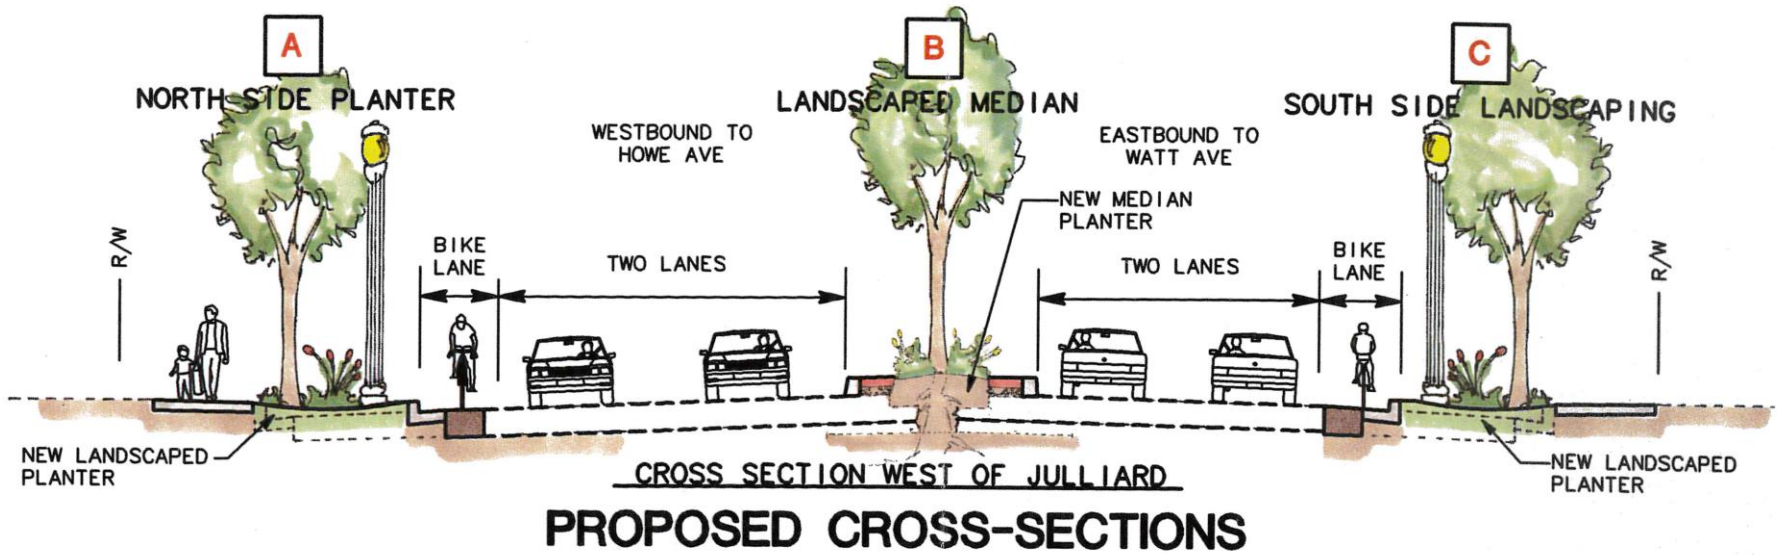 A
NORTH SIDE PLANTER
B
LANDSCAPED MEDIAN
C
SOUTH SIDE LANDSCAPING
WESTBOUND TO
HOWE AVE
EASTBOUND TO
WATT AVE
NEW MEDIAN
PLANTER
R/W
BIKE
LANE
TWO LANES
TWO LANES
BIKE
LANE
R/W
NEW LANDSCAPED
PLANTER
NEW LANDSCAPED
PLANTER
CROSS SECTION WEST OF JULLIARD
PROPOSED CROSS-SECTIONS